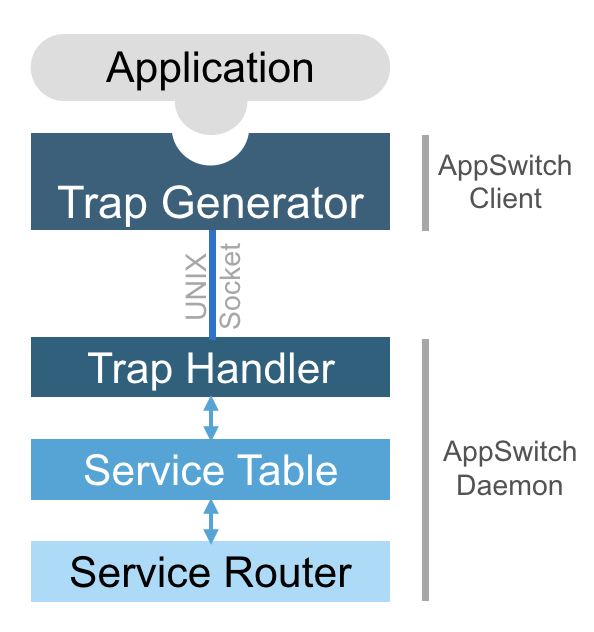 Application
Trap Generator
AppSwitch
Client
UNIX
Socket
Trap Handler
Service Table
AppSwitch
Daemon
Service Router